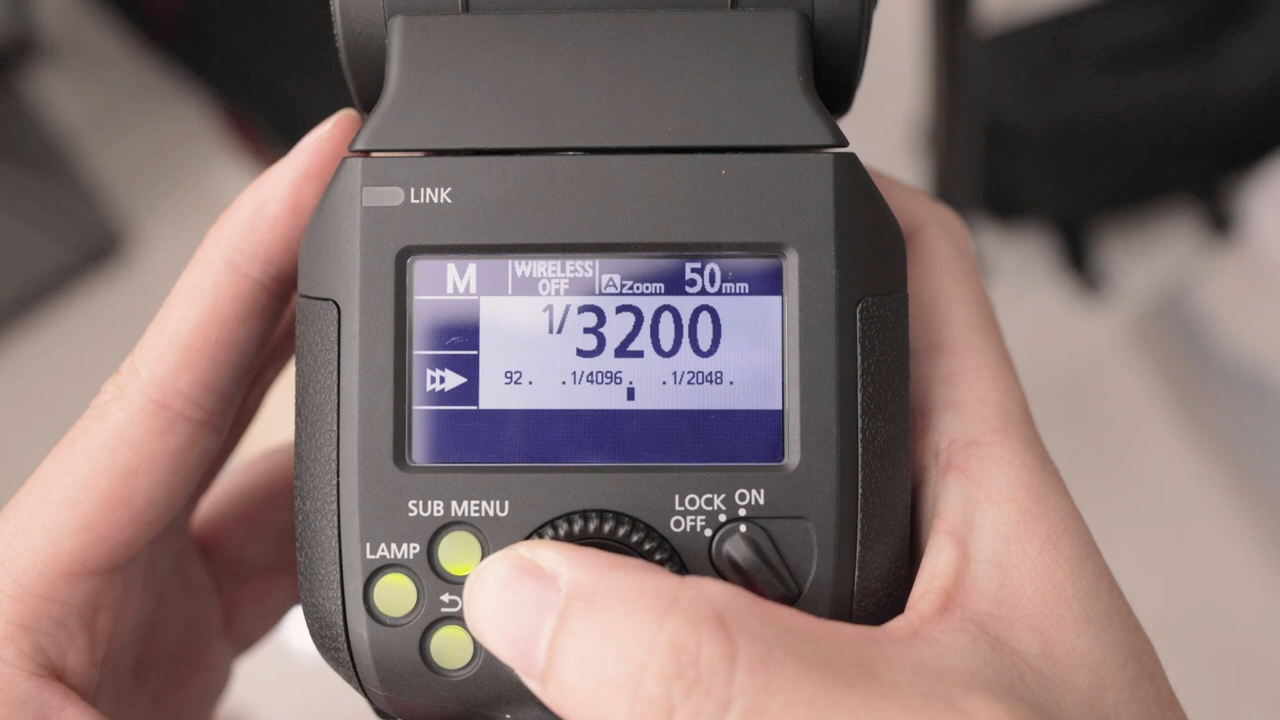 LINK
M WIRELESS OFF A Zoom 50mm
1/3200
92 . . 1/4096 . . 1/2048 .
SUB MENU
LOCK ON
OFF
LAMP